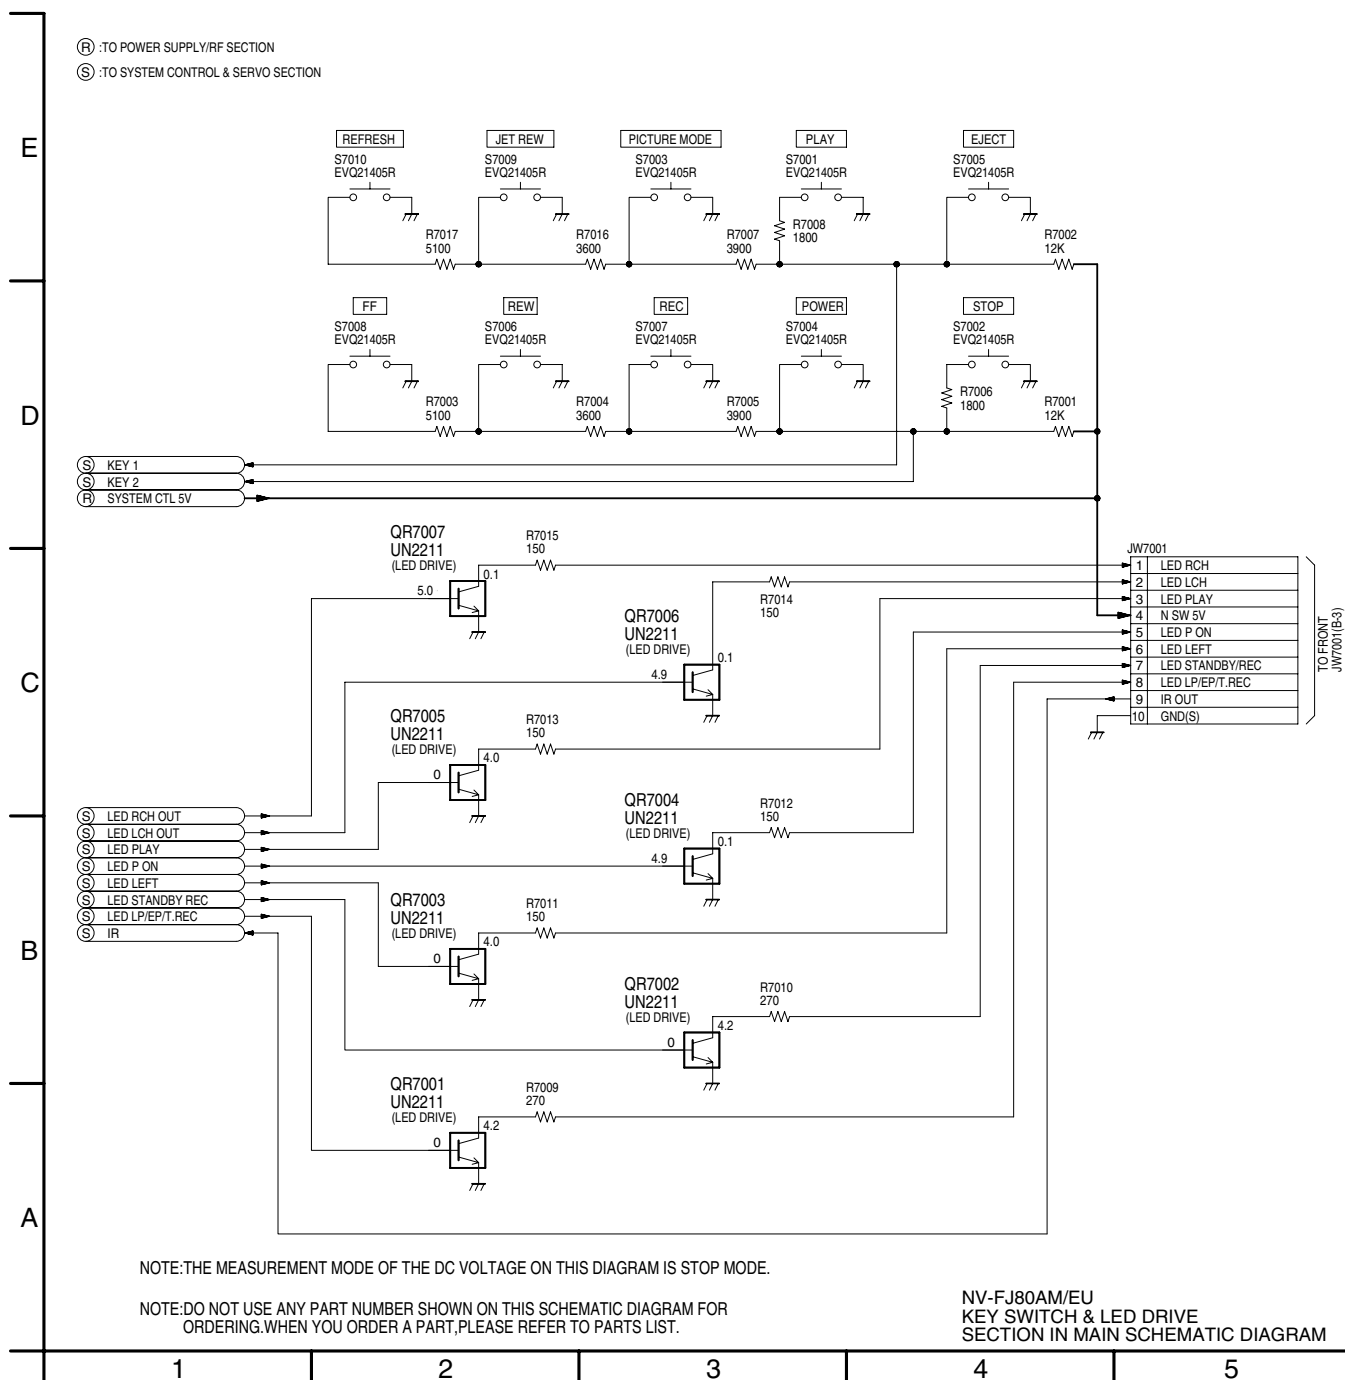 Ⓡ :TO POWER SUPPLY/RF SECTION
Ⓢ :TO SYSTEM CONTROL & SERVO SECTION
E
REFRESH JET REW PICTURE MODE PLAY EJECT
S7010 S7009 S7003 S7001 S7005
EVQ21405R EVQ21405R EVQ21405R EVQ21405R EVQ21405R
R7008
1800
R7017 R7016 R7007 R7002
5100 3600 3900 12K
FF REW REC POWER STOP
S7008 S7006 S7007 S7004 S7002
EVQ21405R EVQ21405R EVQ21405R EVQ21405R EVQ21405R
R7006
1800
R7003 R7004 R7005 R7001
5100 3600 3900 12K
D
S KEY 1
S KEY 2
R SYSTEM CTL 5V
QR7007
UN2211
(LED DRIVE)
R7015
150
5.0 0.1
R7014
150
QR7006
UN2211
(LED DRIVE)
4.9 0.1
JW7001
1 LED RCH
2 LED LCH
3 LED PLAY
4 N SW 5V
5 LED P ON
6 LED LEFT
7 LED STANDBY/REC
8 LED LP/EP/T.REC
9 IR OUT
10 GND(S)
TO FRONT
JW7001(B-3)
C
QR7005
UN2211
(LED DRIVE)
R7013
150
0 4.0
QR7004
UN2211
(LED DRIVE)
R7012
150
4.9 0.1
S LED RCH OUT
S LED LCH OUT
S LED PLAY
S LED P ON
S LED LEFT
S LED STANDBY REC
S LED LP/EP/T.REC
S IR
B
QR7003
UN2211
(LED DRIVE)
R7011
150
0 4.0
QR7002
UN2211
(LED DRIVE)
R7010
270
0 4.2
QR7001
UN2211
(LED DRIVE)
R7009
270
0 4.2
A
NOTE:THE MEASUREMENT MODE OF THE DC VOLTAGE ON THIS DIAGRAM IS STOP MODE.
NOTE:DO NOT USE ANY PART NUMBER SHOWN ON THIS SCHEMATIC DIAGRAM FOR
ORDERING.WHEN YOU ORDER A PART,PLEASE REFER TO PARTS LIST.
NV-FJ80AM/EU
KEY SWITCH & LED DRIVE
SECTION IN MAIN SCHEMATIC DIAGRAM
1 2 3 4 5